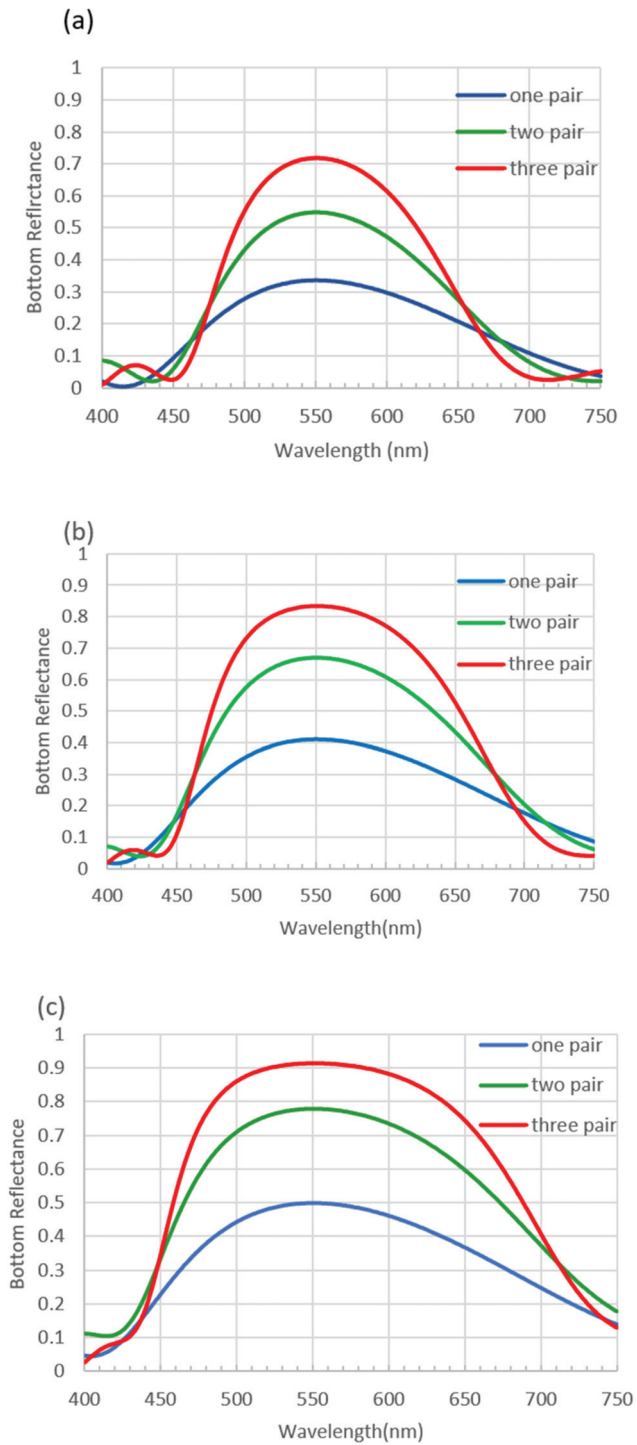 (a)
1
0.9
0.8
0.7
0.6
0.5
0.4
0.3
0.2
0.1
0
Bottom Reflrctance
one pair
two pair
three pair
400 450 500 550 600 650 700 750
Wavelength (nm)
(b)
1
0.9
0.8
0.7
0.6
0.5
0.4
0.3
0.2
0.1
0
Bottom Reflectance
one pair
two pair
three pair
400 450 500 550 600 650 700 750
Wavelength(nm)
(c)
1
0.9
0.8
0.7
0.6
0.5
0.4
0.3
0.2
0.1
0
Bottom Reflectance
one pair
two pair
three pair
400 450 500 550 600 650 700 750
Wavelength(nm)